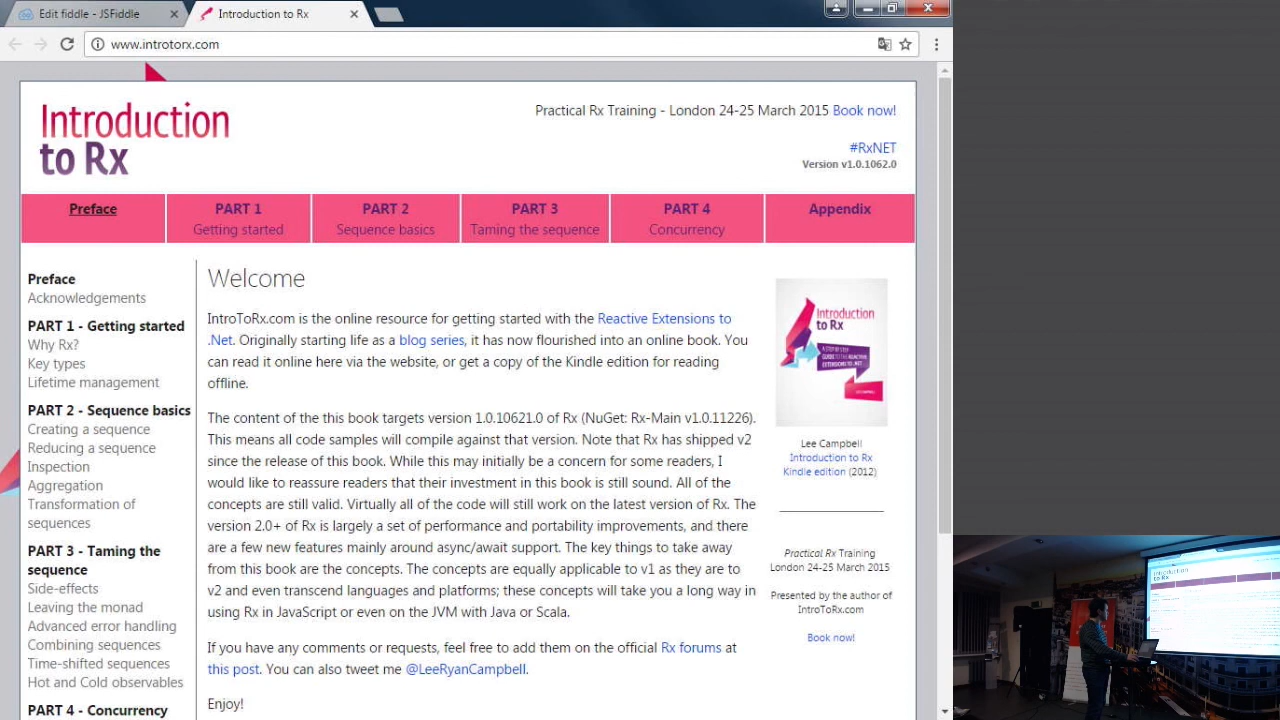 Edit fiddle - JSFiddle
Introduction to Rx
www.introtorx.com
Introduction
to Rx
Practical Rx Training - London 24-25 March 2015 Book now!
#RxNET
Version v1.0.1062.0
Preface
PART 1
Getting started
PART 2
Sequence basics
PART 3
Taming the sequence
PART 4
Concurrency
Appendix
Preface
Acknowledgements
PART 1 - Getting started
Why Rx?
Key types
Lifetime management
PART 2 - Sequence basics
Creating a sequence
Reducing a sequence
Inspection
Aggregation
Transformation of
sequences
PART 3 - Taming the
sequence
Side-effects
Leaving the monad
Advanced error handling
Combining sequences
Time-shifted sequences
Hot and Cold observables
PART 4 - Concurrency
Welcome
IntroToRx.com is the online resource for getting started with the Reactive Extensions to
.Net. Originally starting life as a blog series, it has now flourished into an online book. You
can read it online here via the website, or get a copy of the Kindle edition for reading
offline.
The content of the this book targets version 1.0.10621.0 of Rx (NuGet: Rx-Main v1.0.11226).
This means all code samples will compile against that version. Note that Rx has shipped v2
since the release of this book. While this may initially be a concern for some readers, I
would like to reassure readers that their investment in this book is still sound. All of the
concepts are still valid. Virtually all of the code will still work on the latest version of Rx. The
version 2.0+ of Rx is largely a set of performance and portability improvements, and there
are a few new features mainly around async/await support. The key things to take away
from this book are the concepts. The concepts are equally applicable to v1 as they are to
v2 and even transcend languages and platforms; these concepts will take you a long way in
using Rx in JavaScript or even on the JVM with Java or Scala.
If you have any comments or requests, feel free to add them on the official Rx forums at
this post. You can also tweet me @LeeRyanCampbell.
Enjoy!
Introduction
to Rx
A STEP BY STEP
GUIDE TO THE REACTIVE
EXTENSIONS TO .NET
LEE CAMPBELL
Lee Campbell
Introduction to Rx
Kindle edition (2012)
Practical Rx Training
London 24-25 March 2015
Presented by the author of
IntroToRx.com
Book now!
Introduction
to Rx